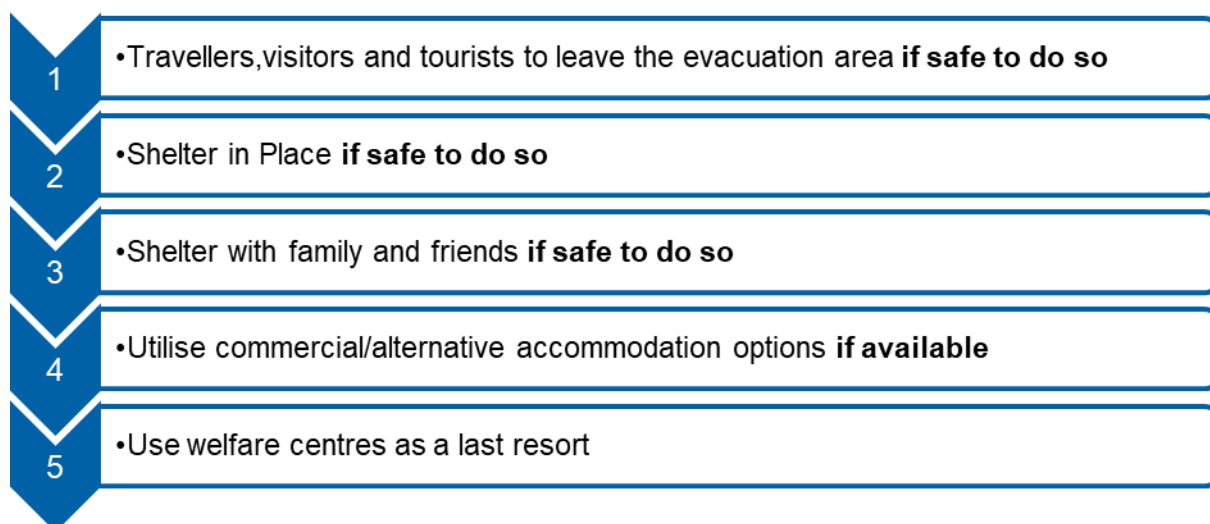 1
•Travellers,visitors and tourists to leave the evacuation area if safe to do so
2
•Shelter in Place if safe to do so
3
•Shelter with family and friends if safe to do so
4
•Utilise commercial/alternative accommodation options if available
5
•Use welfare centres as a last resort